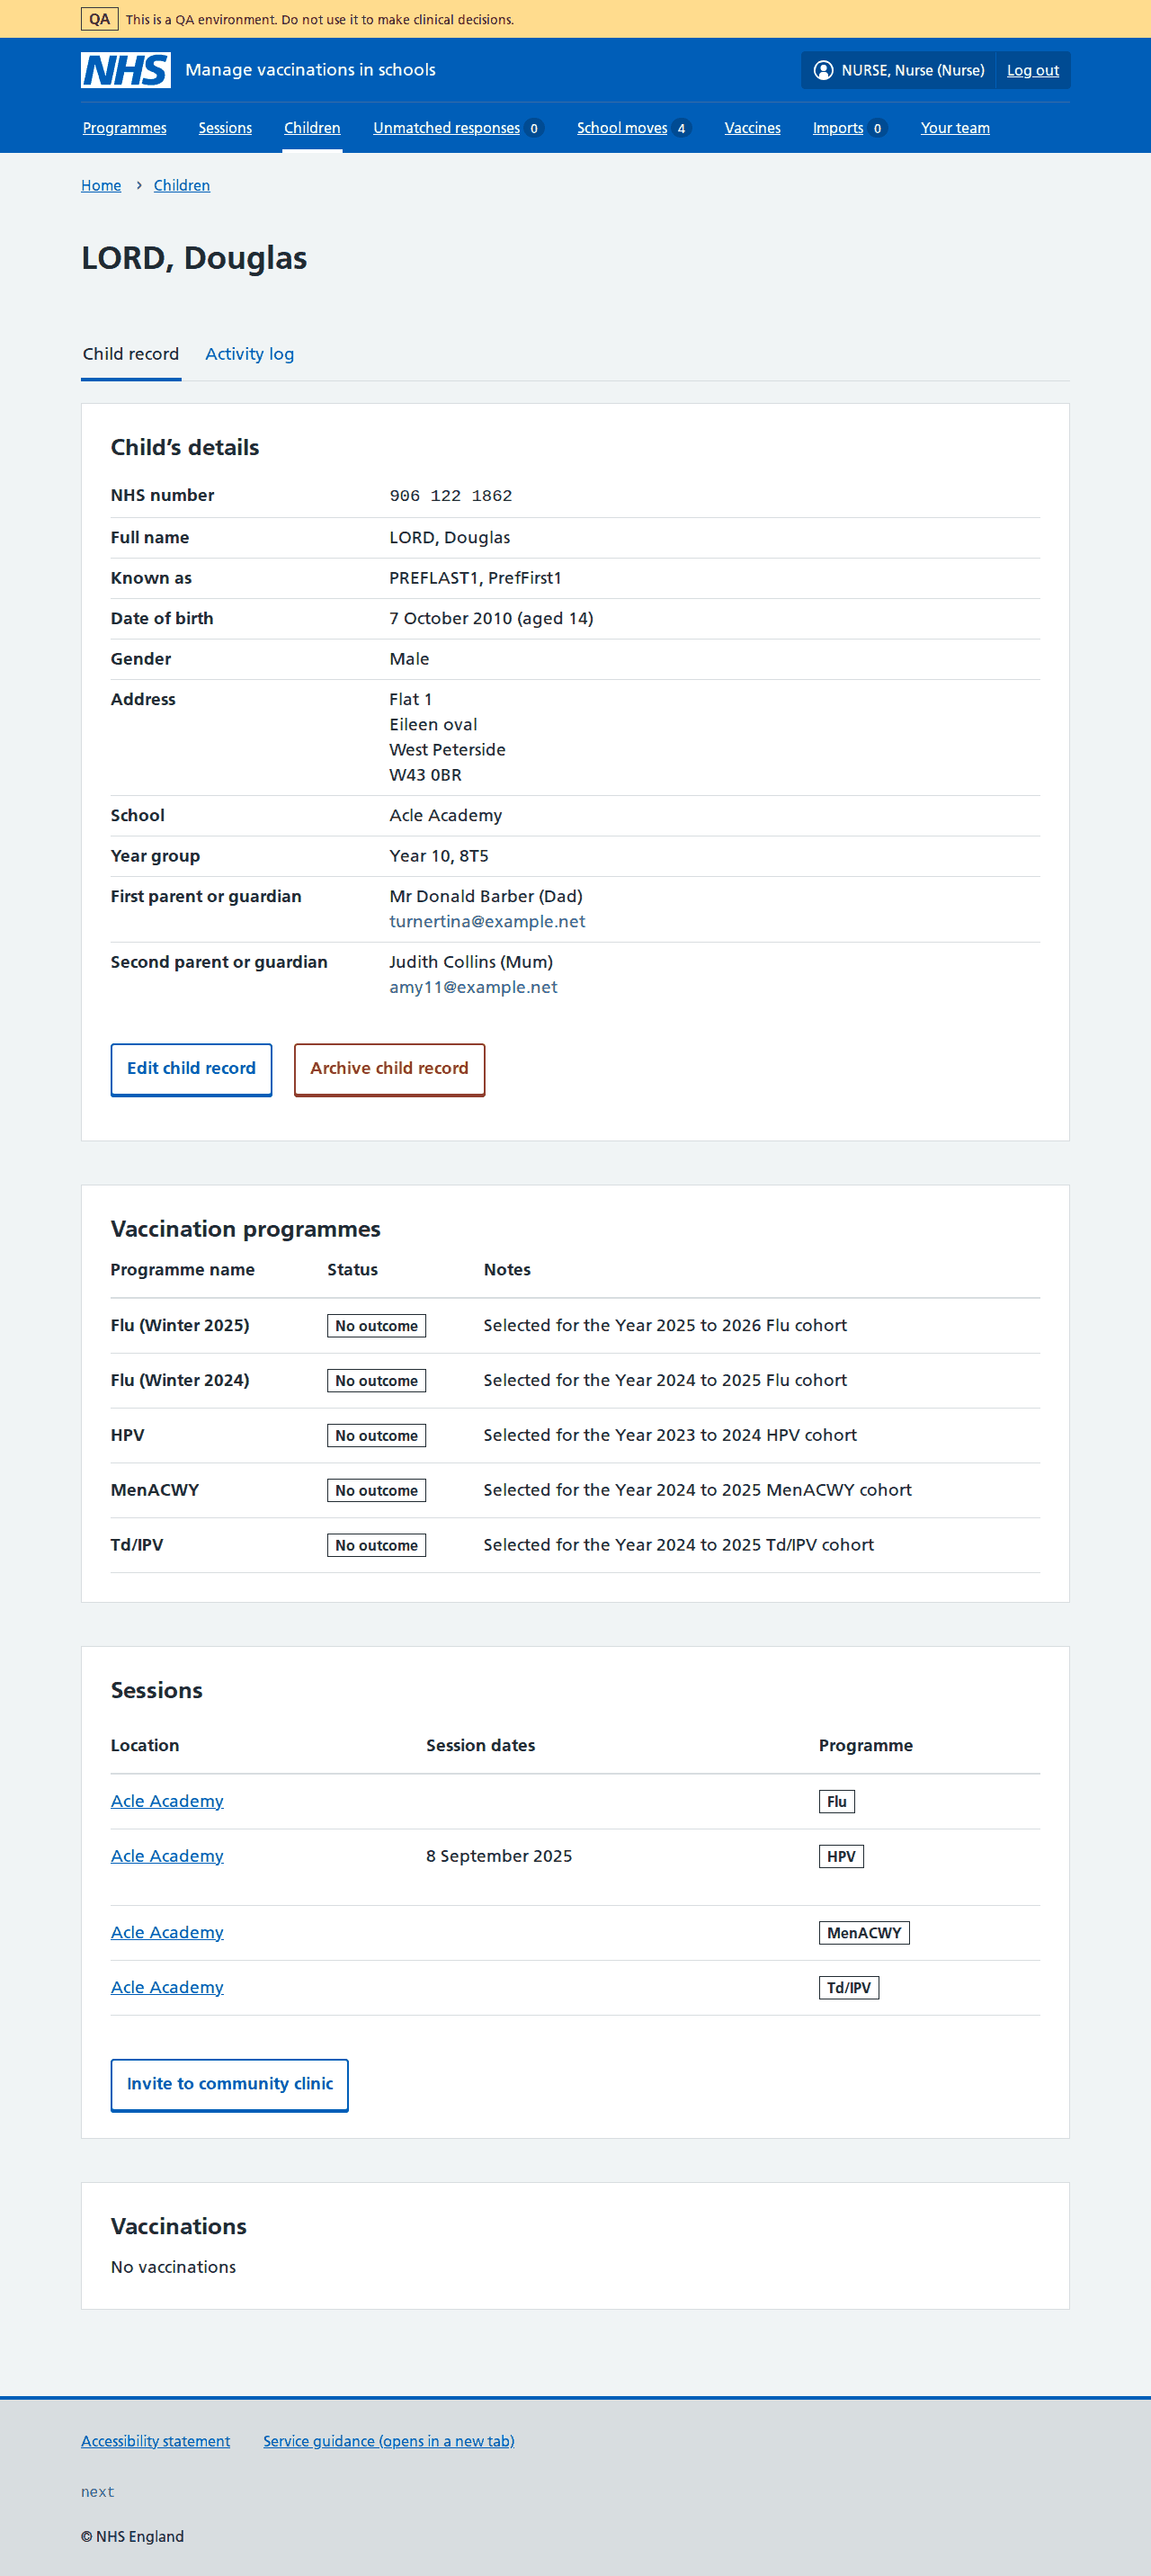 QA This is a QA environment. Do not use it to make clinical decisions.
NHS Manage vaccinations in schools NURSE, Nurse (Nurse) Log out
Programmes Sessions Children Unmatched responses 0 School moves 4 Vaccines Imports 0 Your team
Home › Children
LORD, Douglas
Child record Activity log
Child’s details
NHS number 906 122 1862
Full name LORD, Douglas
Known as PREFLAST1, PrefFirst1
Date of birth 7 October 2010 (aged 14)
Gender Male
Address Flat 1
Eileen oval
West Peterside
W43 0BR
School Acle Academy
Year group Year 10, 8T5
First parent or guardian Mr Donald Barber (Dad)
turnertina@example.net
Second parent or guardian Judith Collins (Mum)
amy11@example.net
Edit child record Archive child record
Vaccination programmes
Programme name Status Notes
Flu (Winter 2025) No outcome Selected for the Year 2025 to 2026 Flu cohort
Flu (Winter 2024) No outcome Selected for the Year 2024 to 2025 Flu cohort
HPV No outcome Selected for the Year 2023 to 2024 HPV cohort
MenACWY No outcome Selected for the Year 2024 to 2025 MenACWY cohort
Td/IPV No outcome Selected for the Year 2024 to 2025 Td/IPV cohort
Sessions
Location Session dates Programme
Acle Academy Flu
Acle Academy 8 September 2025 HPV
Acle Academy MenACWY
Acle Academy Td/IPV
Invite to community clinic
Vaccinations
No vaccinations
Accessibility statement Service guidance (opens in a new tab)
next
© NHS England